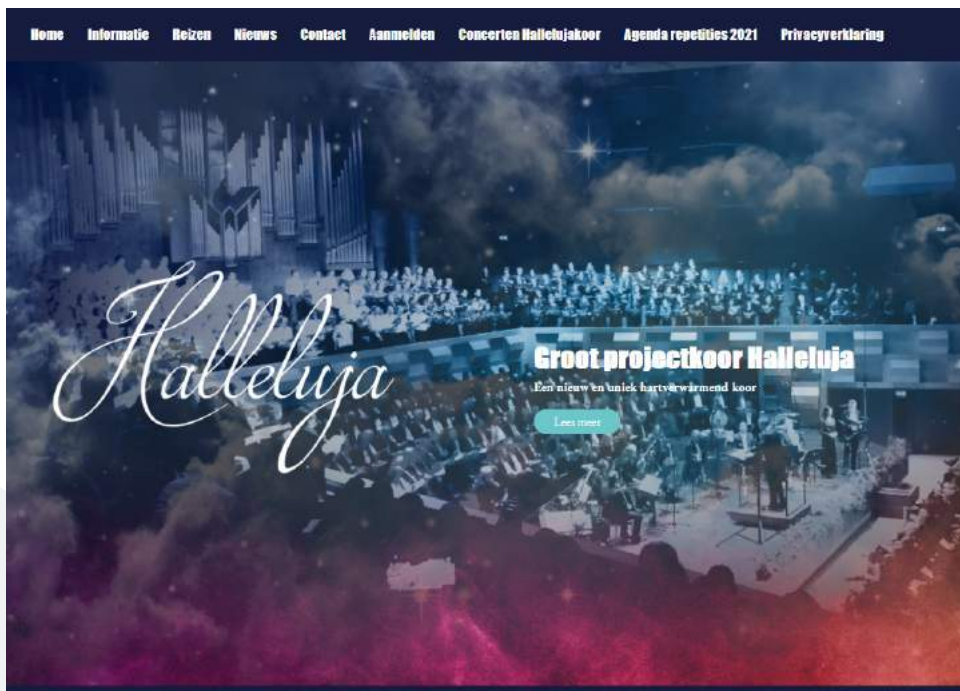 Home Informatie Reizen Nieuws Contact Aanmelden Concerten Hallelujakoor Agenda repetities 2021 Privacyverklaring
Halleluja
Groot projectkoor Halleluja
Een nieuw en uniek hartverwarmend koor
Lees meer